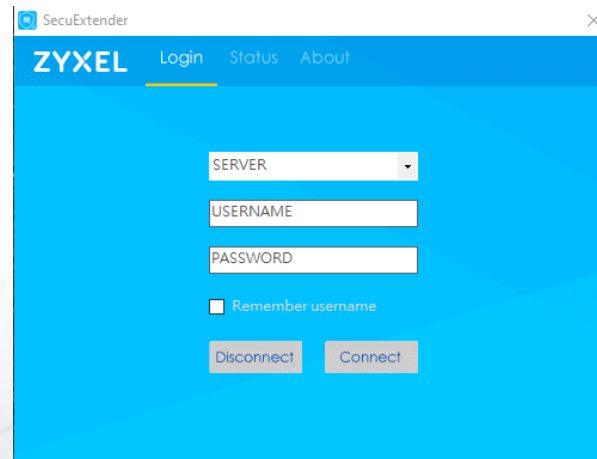 SecuExtender
ZYXEL Login Status About
SERVER
USERNAME
PASSWORD
Remember username
Disconnect Connect